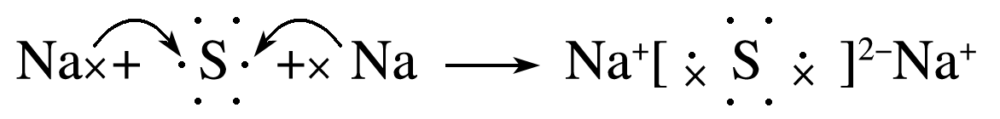 Na×+ ·S· +× Na ⟶ Na⁺[ ·× S ·× ]²⁻Na⁺